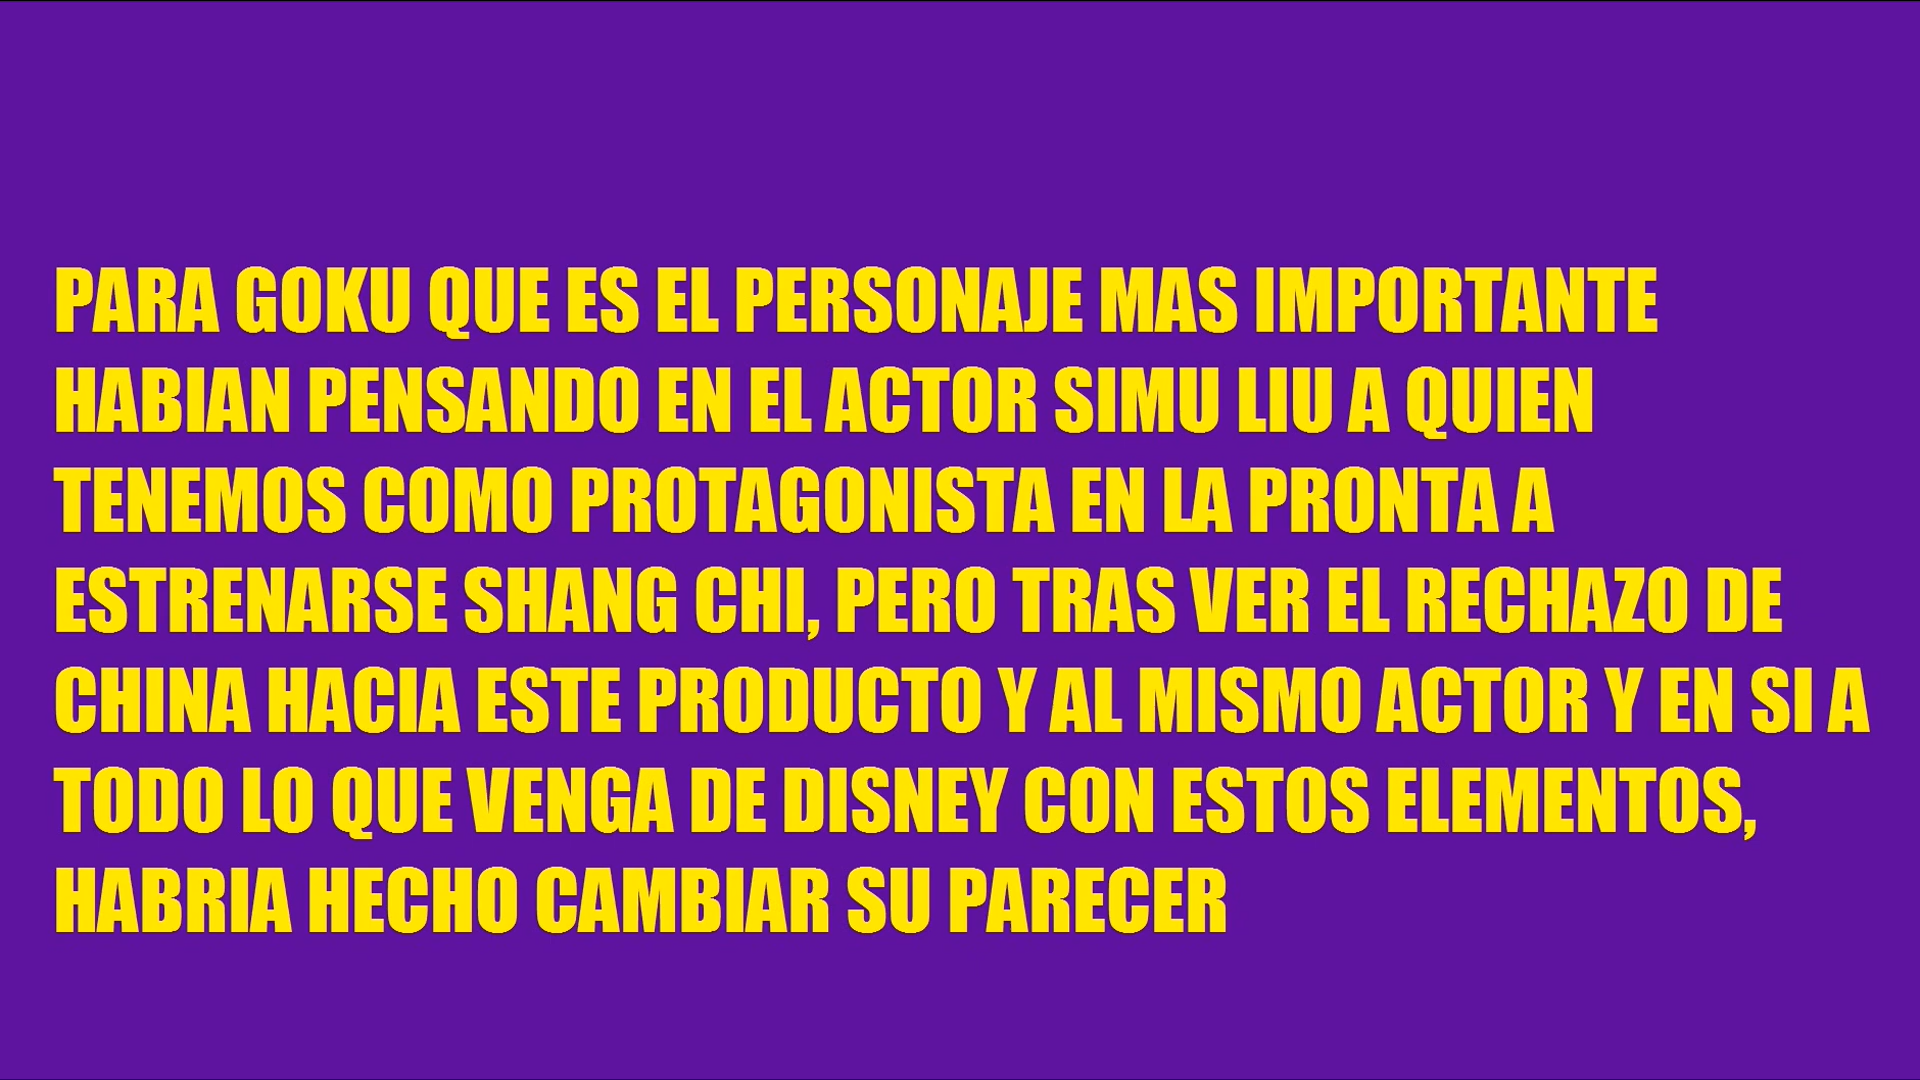 PARA GOKU QUE ES EL PERSONAJE MAS IMPORTANTE
HABIAN PENSANDO EN EL ACTOR SIMU LIU A QUIEN
TENEMOS COMO PROTAGONISTA EN LA PRONTA A
ESTRENARSE SHANG CHI, PERO TRAS VER EL RECHAZO DE
CHINA HACIA ESTE PRODUCTO Y AL MISMO ACTOR Y EN SI A
TODO LO QUE VENGA DE DISNEY CON ESTOS ELEMENTOS,
HABRIA HECHO CAMBIAR SU PARECER